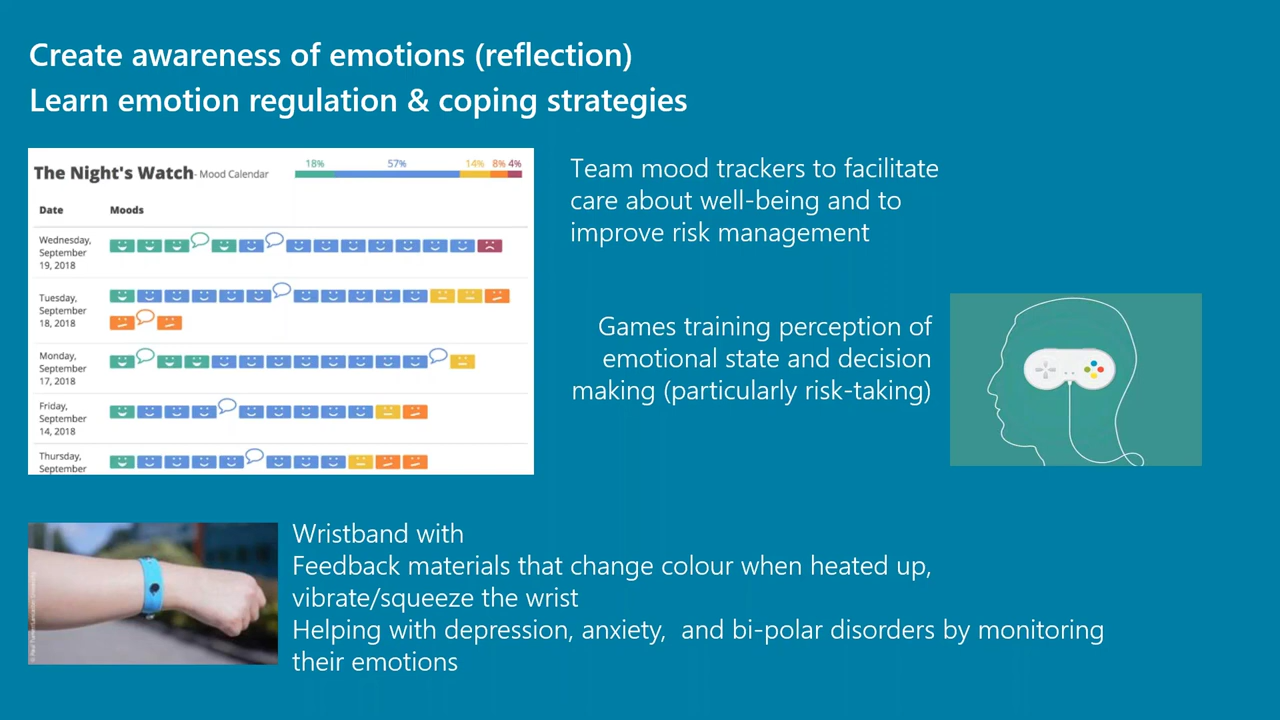 Create awareness of emotions (reflection)
Learn emotion regulation & coping strategies
The Night's Watch - Mood Calendar
18% 57% 14% 8% 4%
Date Moods
Wednesday,
September
19, 2018
Tuesday,
September
18, 2018
Monday,
September
17, 2018
Friday,
September
14, 2018
Thursday,
September
Team mood trackers to facilitate
care about well-being and to
improve risk management
Games training perception of
emotional state and decision
making (particularly risk-taking)
Wristband with
Feedback materials that change colour when heated up,
vibrate/squeeze the wrist
Helping with depression, anxiety, and bi-polar disorders by monitoring
their emotions